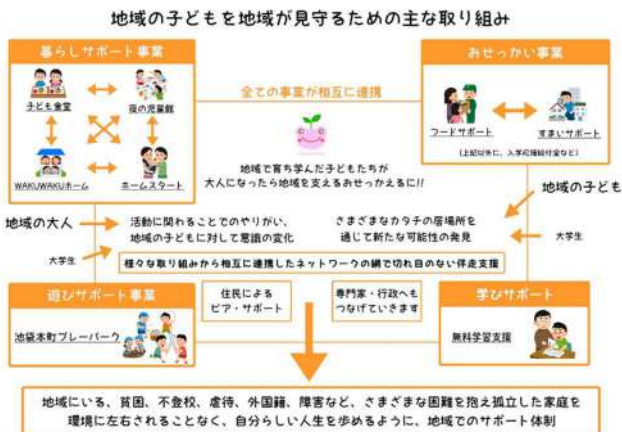 地域の子どもを地域が見守るための主な取り組み
暮らしサポート事業
おせっかい事業
子ども食堂
夜の児童館
WAKUWAKUホーム
ホームスタート
全ての事業が相互に連携
フードサポート
すまいサポート
(上記以外に、入学応援給付金など)
地域で育ち学んだ子どもたちが
大人になったら地域を支えるおせっかえるに!!
地域の子ども
地域の大人
活動に関わることでのやりがい、
地域の子どもに対して意識の変化
さまざまなカタチの居場所を
通じて新たな可能性の発見
大学生
大学生
様々な取り組みから相互に連携したネットワークの網で切れ目のない伴走支援
遊びサポート事業
池袋本町プレーパーク
住民による
ピア・サポート
専門家・行政へも
つなげていきます
学びサポート
無料学習支援
地域にいる、貧困、不登校、虐待、外国籍、障害など、さまざまな困難を抱え孤立した家庭を
環境に左右されることなく、自分らしい人生を歩めるように、地域でのサポート体制